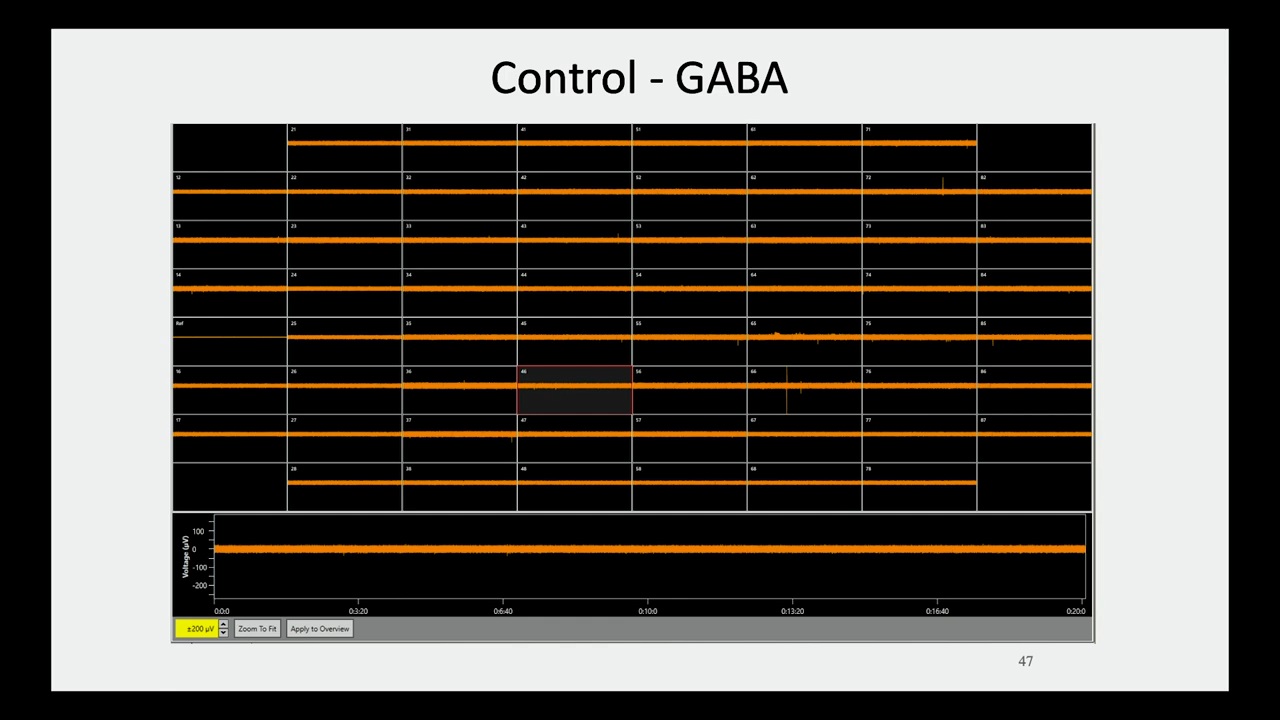 Control - GABA
21 31 41 51 61 71
12 22 32 42 52 62 72 82
13 23 33 43 53 63 73 83
14 24 34 44 54 64 74 84
Ref 25 35 45 55 65 75 85
16 26 36 46 56 66 76 86
17 27 37 47 57 67 77 87
28 38 48 58 68 78
Voltage (µV)
100
0
-100
-200
0:0:0 0:3:20 0:6:40 0:10:0 0:13:20 0:16:40 0:20:0
±200 µV Zoom To Fit Apply to Overview
47